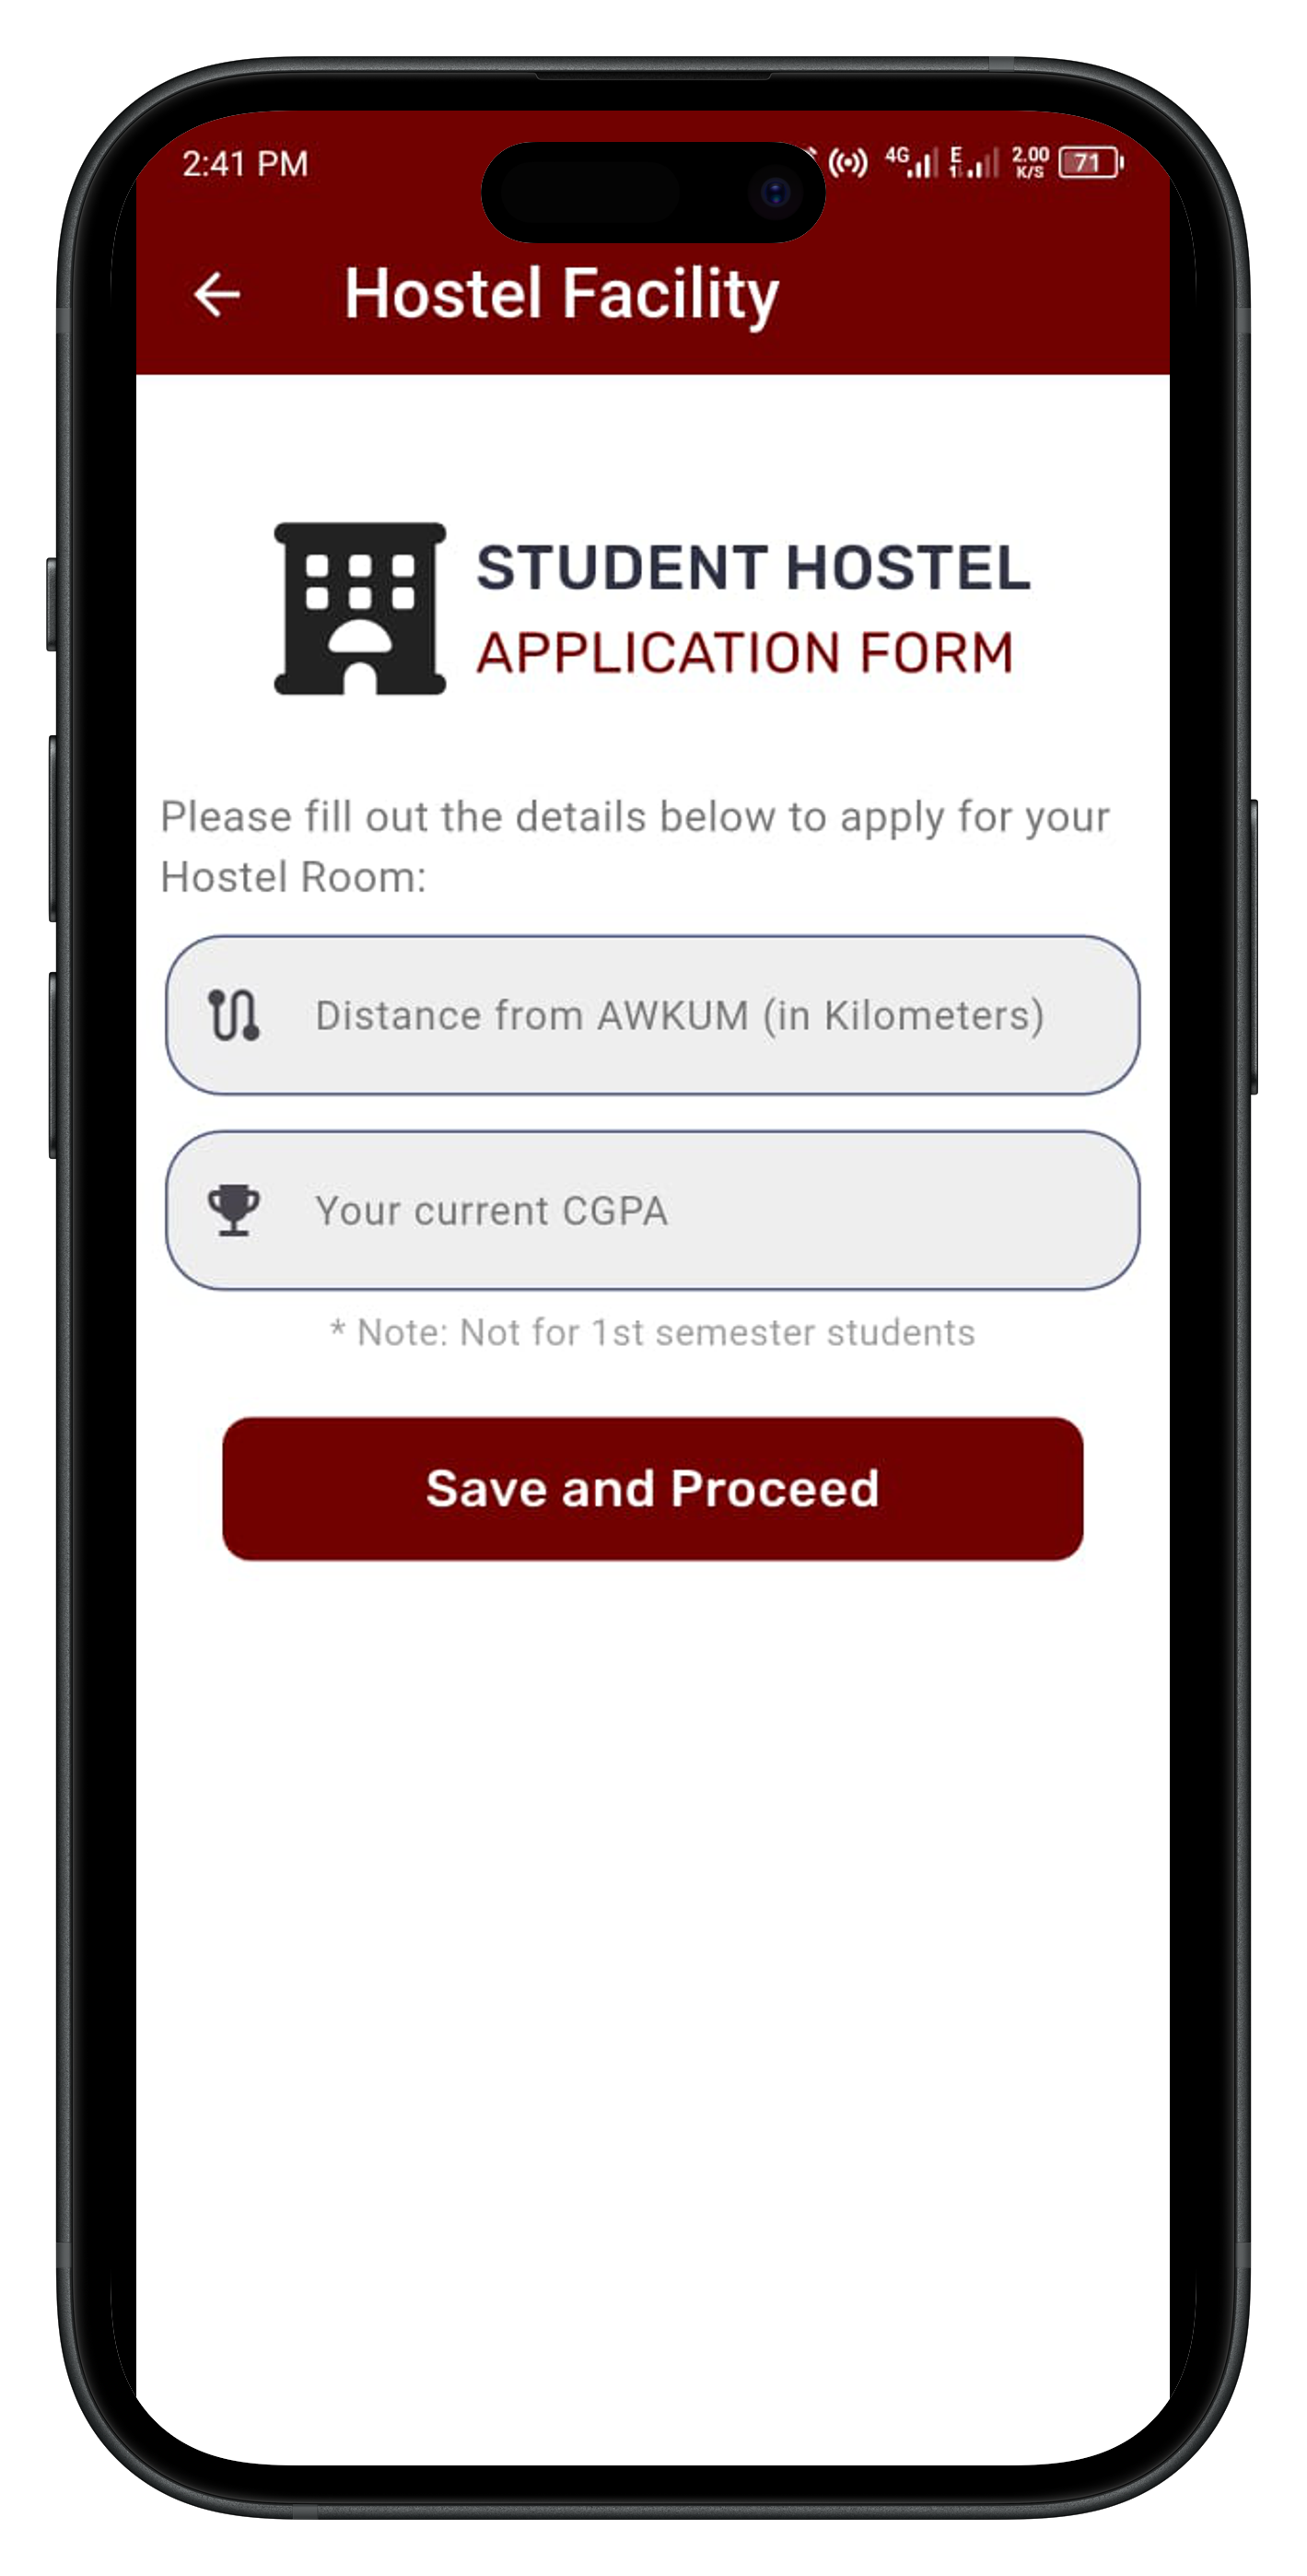 2:41 PM 4G E 2.00 K/S 71
Hostel Facility
STUDENT HOSTEL
APPLICATION FORM
Please fill out the details below to apply for your
Hostel Room:
Distance from AWKUM (in Kilometers)
Your current CGPA
* Note: Not for 1st semester students
Save and Proceed